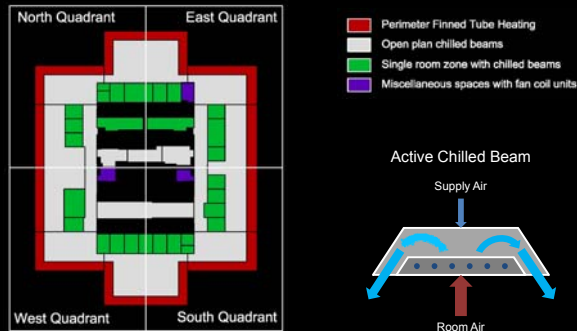 North Quadrant
East Quadrant
West Quadrant
South Quadrant
Perimeter Finned Tube Heating
Open plan chilled beams
Single room zone with chilled beams
Miscellaneous spaces with fan coil units
Active Chilled Beam
Supply Air
Room Air